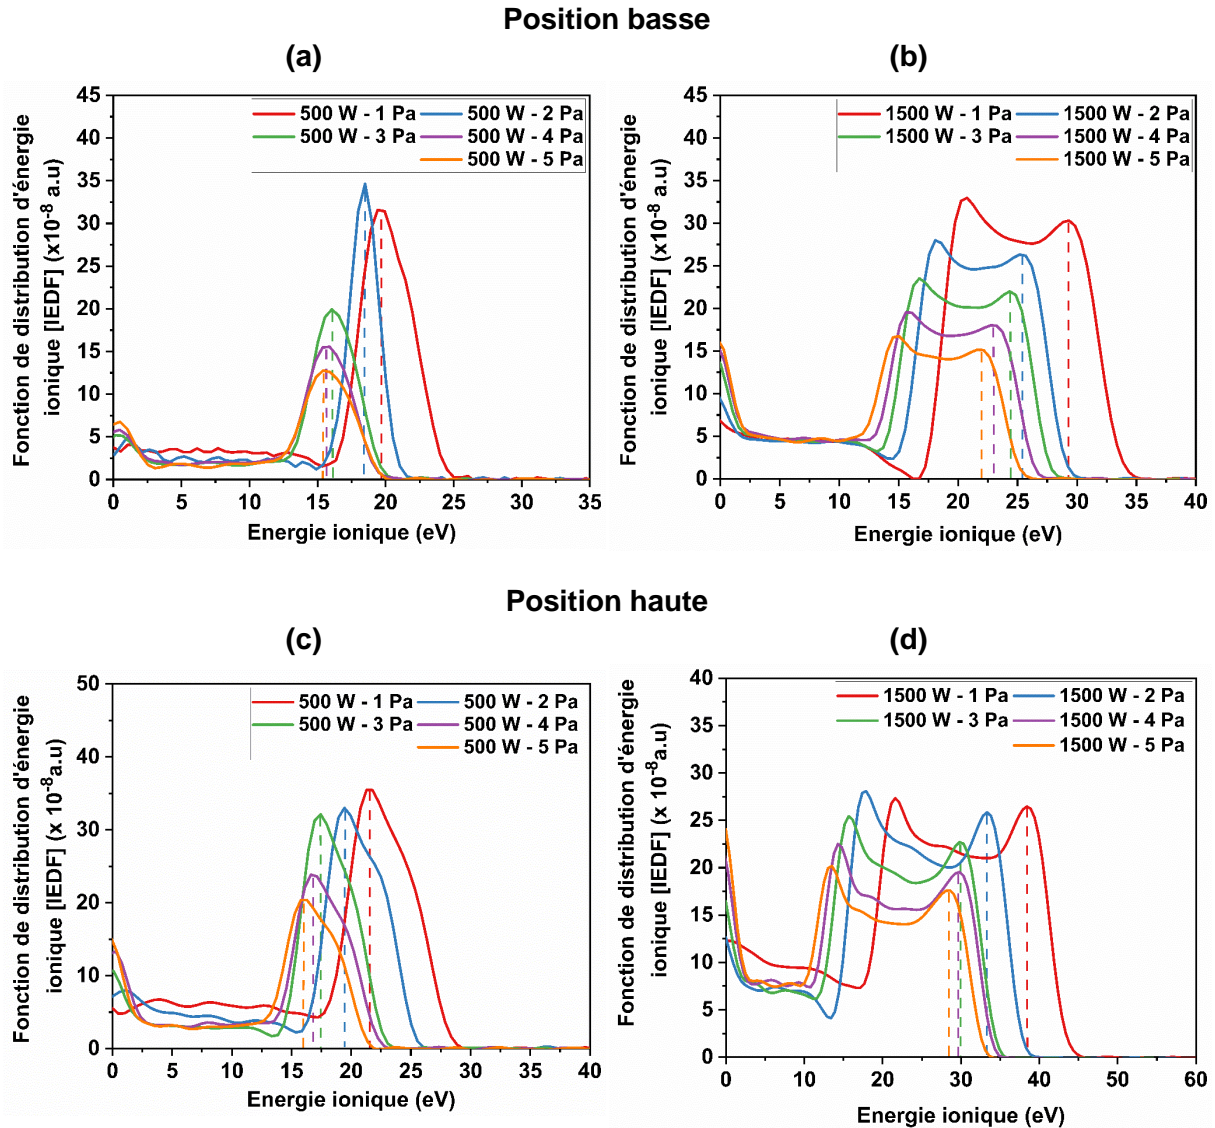 Position basse
(a)
(b)
Fonction de distribution d'énergie
ionique [IEDF] (x10-8 a.u)
45
40
35
30
25
20
15
10
5
0
500 W - 1 Pa 500 W - 2 Pa
500 W - 3 Pa 500 W - 4 Pa
500 W - 5 Pa
0 5 10 15 20 25 30 35
Energie ionique (eV)
Fonction de distribution d'énergie
ionique [IEDF] (x10-8 a.u)
45
40
35
30
25
20
15
10
5
0
1500 W - 1 Pa 1500 W - 2 Pa
1500 W - 3 Pa 1500 W - 4 Pa
1500 W - 5 Pa
0 5 10 15 20 25 30 35 40
Energie ionique (eV)
Position haute
(c)
(d)
Fonction de distribution d'énergie
ionique [IEDF] (x 10-8a.u)
50
40
30
20
10
0
500 W - 1 Pa 500 W - 2 Pa
500 W - 3 Pa 500 W - 4 Pa
500 W - 5 Pa
0 5 10 15 20 25 30 35 40
Energie ionique (eV)
Fonction de distribution d'énergie
ionique [IEDF] (x 10-8a.u)
40
35
30
25
20
15
10
5
0
1500 W - 1 Pa 1500 W - 2 Pa
1500 W - 3 Pa 1500 W - 4 Pa
1500 W - 5 Pa
0 10 20 30 40 50 60
Energie ionique (eV)